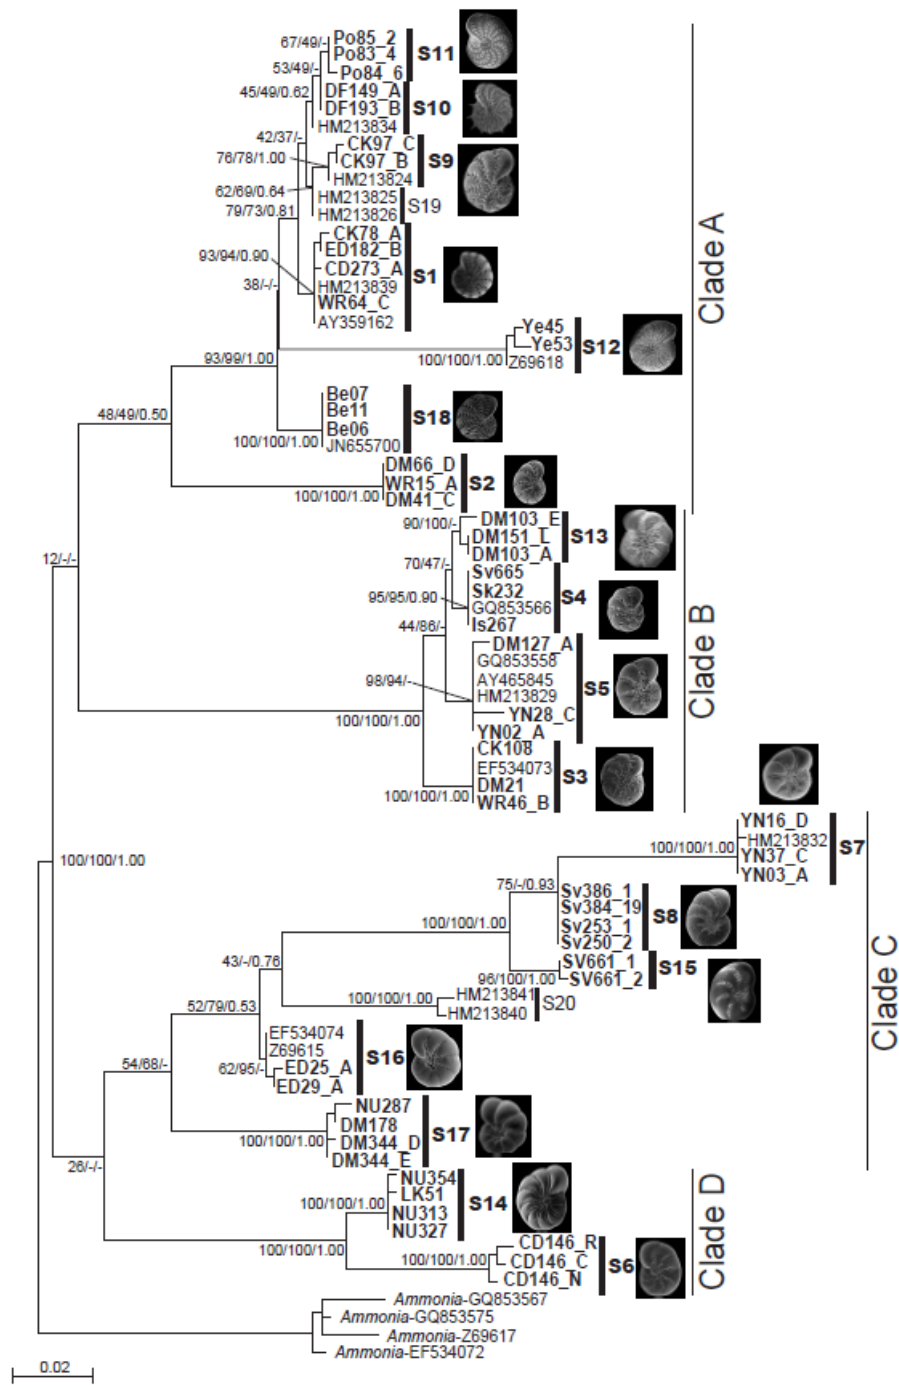 Po85_2
67/49/-
Po83_4
S11
53/49/-
Po84_6
45/49/0.62
DF149_A
DF193_B
S10
HM213834
42/37/-
CK97_C
76/78/1.00
CK97_B
S9
HM213824
62/69/0.64
HM213825
S19
79/73/0.81
HM213826
CK78_A
ED182_B
93/94/0.90
CD273_A
S1
38/-/-
HM213839
WR64_C
AY359162
Ye45
Ye53
S12
93/99/1.00
100/100/1.00
Z69618
Clade A
Be07
Be11
S18
48/49/0.50
Be06
100/100/1.00
JN655700
DM66_D
WR15_A
S2
100/100/1.00
DM41_C
90/100/-
DM103_E
DM151_L
S13
DM103_A
12/-/-
70/47/-
Sv665
Sk232
S4
95/95/0.90
GQ853566
44/86/-
Is267
DM127_A
GQ853558
98/94/-
AY465845
S5
HM213829
YN28_C
100/100/1.00
YN02_A
Clade B
CK108
EF534073
S3
DM21
100/100/1.00
WR46_B
YN16_D
HM213832
S7
100/100/1.00
YN37_C
100/100/1.00
YN03_A
75/-/0.93
Sv386_1
Sv384_19
S8
100/100/1.00
Sv253_1
Sv250_2
43/-/0.76
SV661_1
S15
96/100/1.00
SV661_2
100/100/1.00
HM213841
S20
52/79/0.53
HM213840
Clade C
EF534074
Z69615
S16
54/68/-
62/95/-
ED25_A
ED29_A
NU287
DM178
S17
100/100/1.00
DM344_D
26/-/-
DM344_E
NU354
100/100/1.00
LK51
S14
NU313
NU327
100/100/1.00
CD146_R
100/100/1.00
CD146_C
S6
CD146_N
Clade D
Ammonia-GQ853567
Ammonia-GQ853575
Ammonia-Z69617
Ammonia-EF534072
0.02